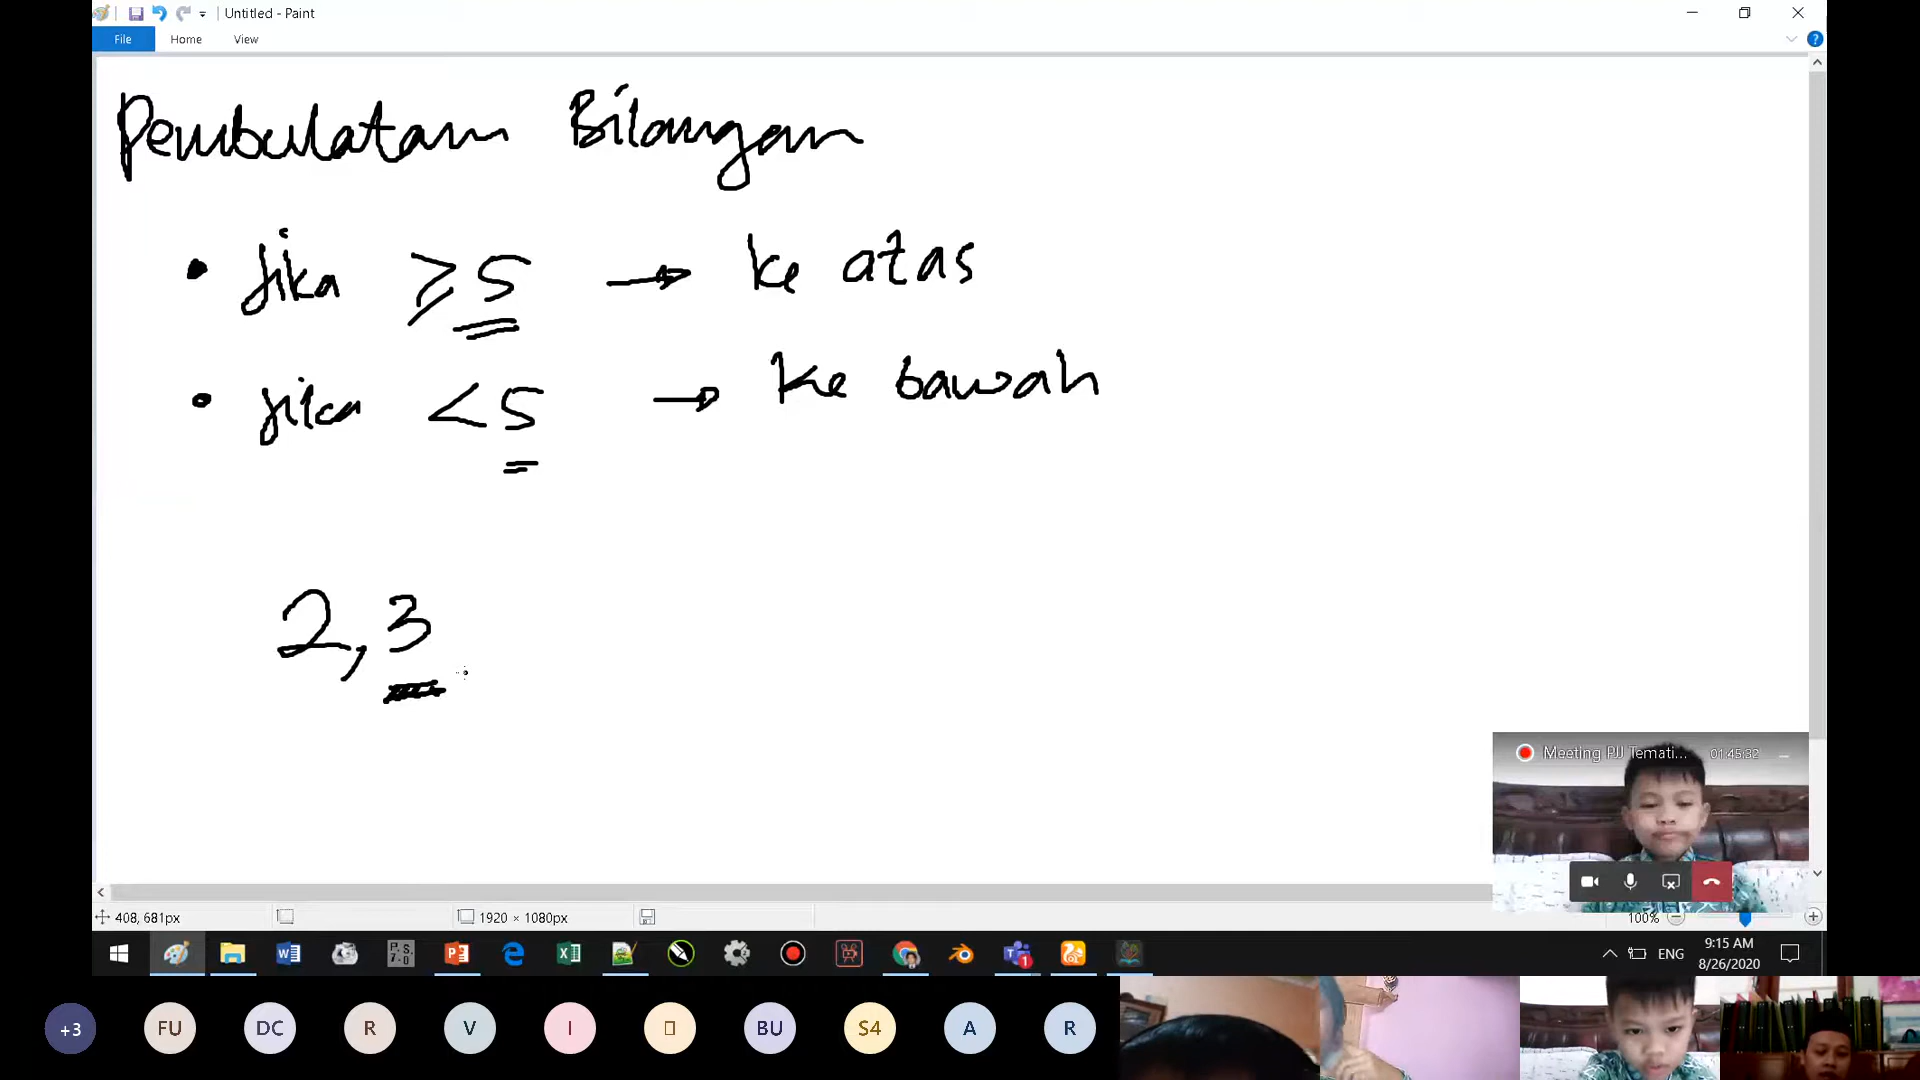 Untitled - Paint
File Home View
Pembulatan Bilangan
• Jika ≥ 5 → ke atas
• jika < 5 → ke bawah
2,3
Meeting PJJ Temati... 01:45:32
408, 681px 1920 × 1080px 100%
ENG 9:15 AM
8/26/2020
+3 FU DC R V I BU S4 A R